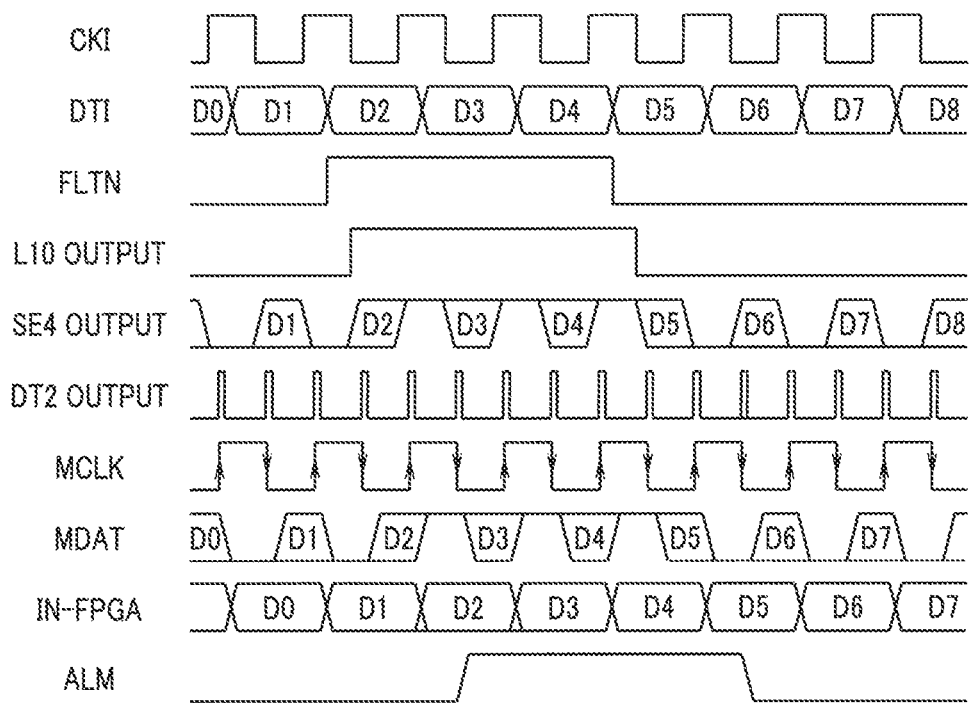 CKI
DTI D0 D1 D2 D3 D4 D5 D6 D7 D8
FLTN
L10 OUTPUT
SE4 OUTPUT D1 D2 D3 D4 D5 D6 D7 D8
DT2 OUTPUT
MCLK
MDAT D0 D1 D2 D3 D4 D5 D6 D7
IN-FPGA D0 D1 D2 D3 D4 D5 D6 D7
ALM